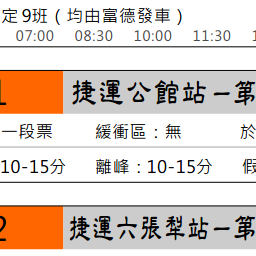 定9班（均由富德發車）
07:00 08:30 10:00 11:30 1
1 捷運公館站－第
一段票 緩衝區：無 於
10-15分 離峰：10-15分 假
2 捷運六張犁站－第